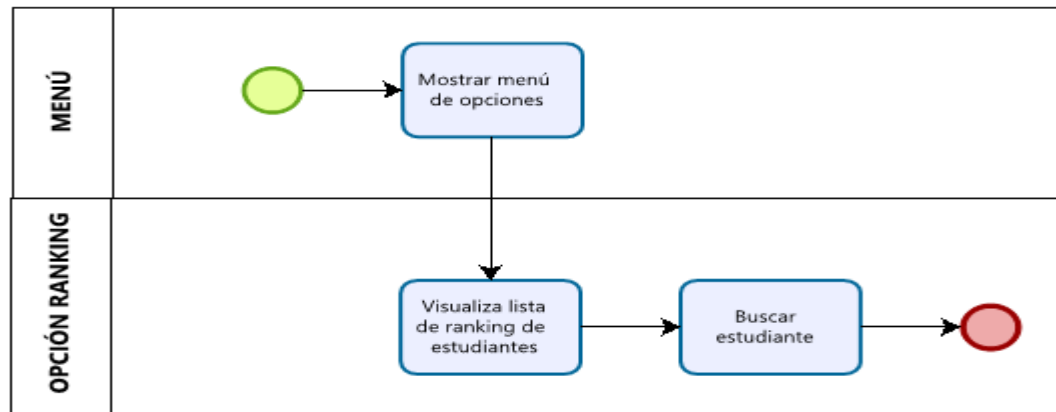 MENÚ
Mostrar menú
de opciones
OPCIÓN RANKING
Visualiza lista
de ranking de
estudiantes
Buscar
estudiante